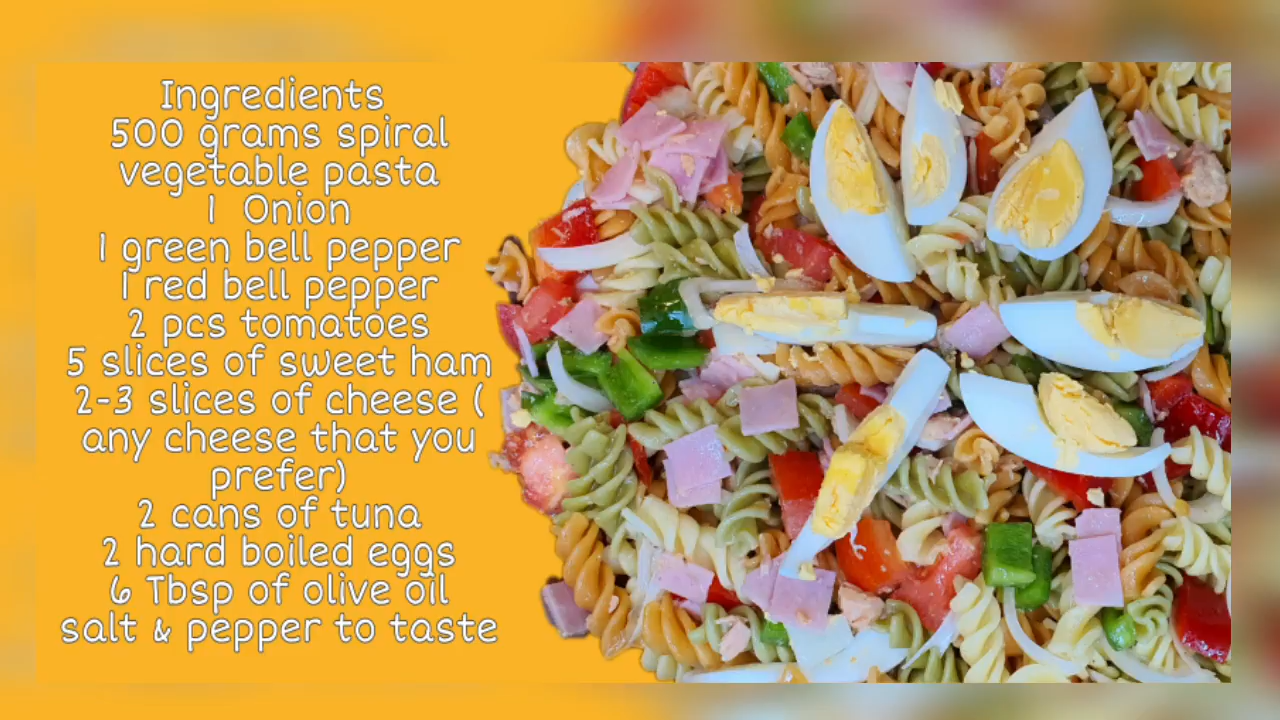 Ingredients
500 grams spiral
vegetable pasta
1 Onion
1 green bell pepper
1 red bell pepper
2 pcs tomatoes
5 slices of sweet ham
2-3 slices of cheese (
any cheese that you
prefer)
2 cans of tuna
2 hard boiled eggs
6 Tbsp of olive oil
salt & pepper to taste